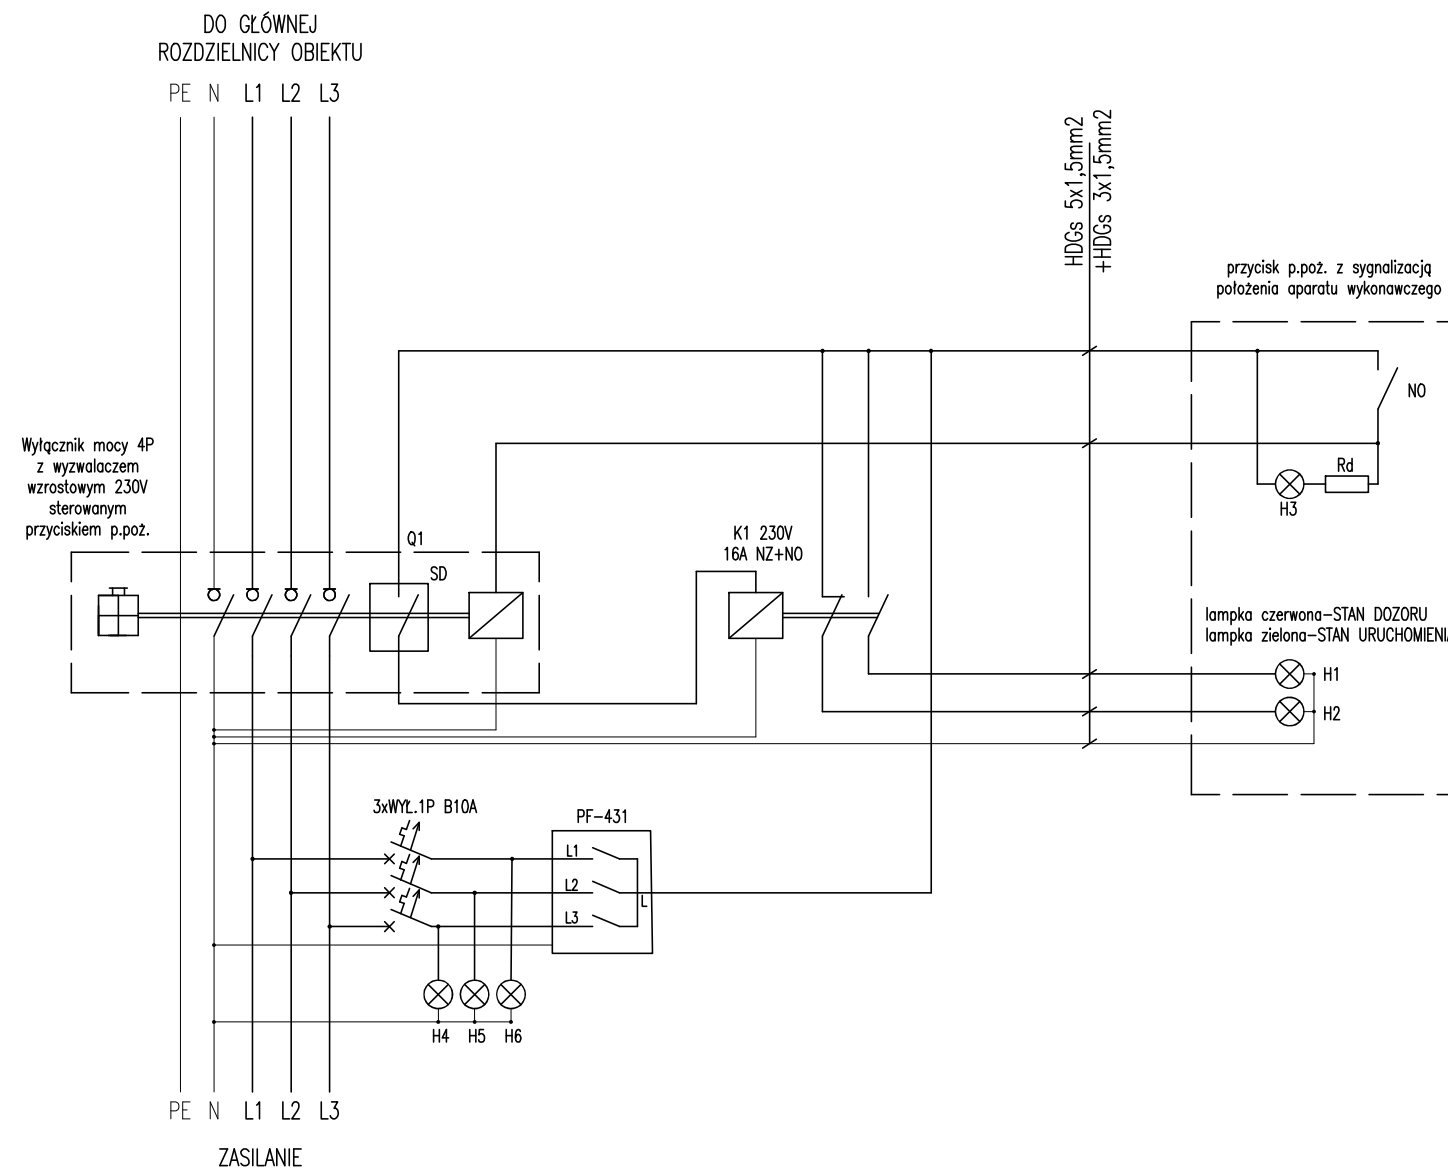 DO GŁÓWNEJ
ROZDZIELNICY OBIEKTU
PE N L1 L2 L3
HDGs 5x1,5mm2
+HDGs 3x1,5mm2
przycisk p.poż. z sygnalizacją
położenia aparatu wykonawczego
NO
Rd
H3
Wyłącznik mocy 4P
z wyzwalaczem
wzrostowym 230V
sterowanym
przyciskiem p.poż.
Q1
SD
K1 230V
16A NZ+NO
lampka czerwona-STAN DOZORU
lampka zielona-STAN URUCHOMIENIA
H1
H2
3xWYŁ.1P B10A
PF-431
L1
L2
L3
L
H4 H5 H6
PE N L1 L2 L3
ZASILANIE